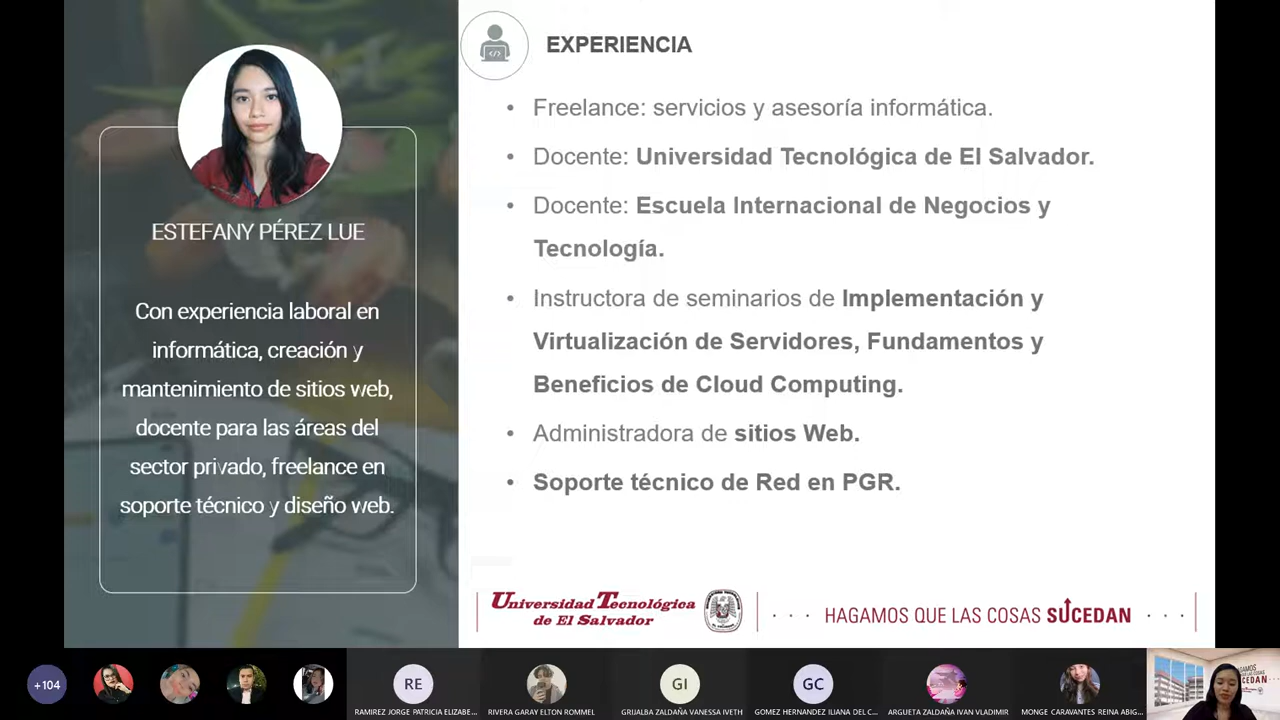 EXPERIENCIA
• Freelance: servicios y asesoría informática.
• Docente: Universidad Tecnológica de El Salvador.
• Docente: Escuela Internacional de Negocios y
Tecnología.
• Instructora de seminarios de Implementación y
Virtualización de Servidores, Fundamentos y
Beneficios de Cloud Computing.
• Administradora de sitios Web.
• Soporte técnico de Red en PGR.
ESTEFANY PÉREZ LUE
Con experiencia laboral en
informática, creación y
mantenimiento de sitios web,
docente para las áreas del
sector privado, freelance en
soporte técnico y diseño web.
Universidad Tecnológica
de El Salvador
HAGAMOS QUE LAS COSAS SUCEDAN
+104
RE
RAMIREZ JORGE PATRICIA ELIZABE...
RIVERA GARAY ELTON ROMMEL
GI
GRIJALBA ZALDAÑA VANESSA IVETH
GC
GOMEZ HERNANDEZ ILIANA DEL C...
ARGUETA ZALDAÑA IVAN VLADIMIR
MONGE CARAVANTES REINA ABIG...